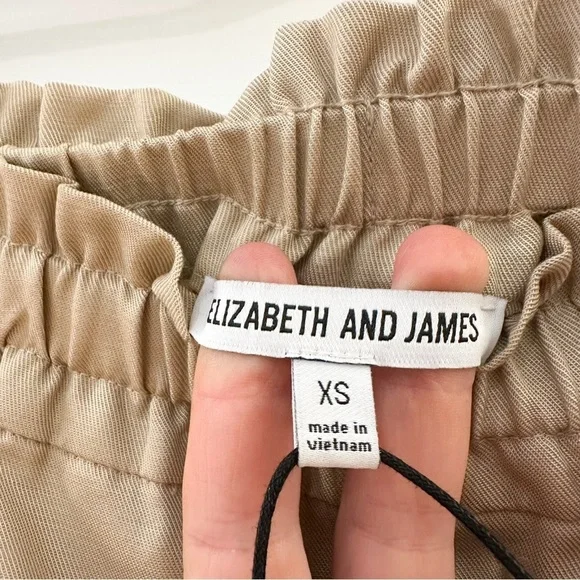 ELIZABETH AND JAMES
XS
made in
vietnam